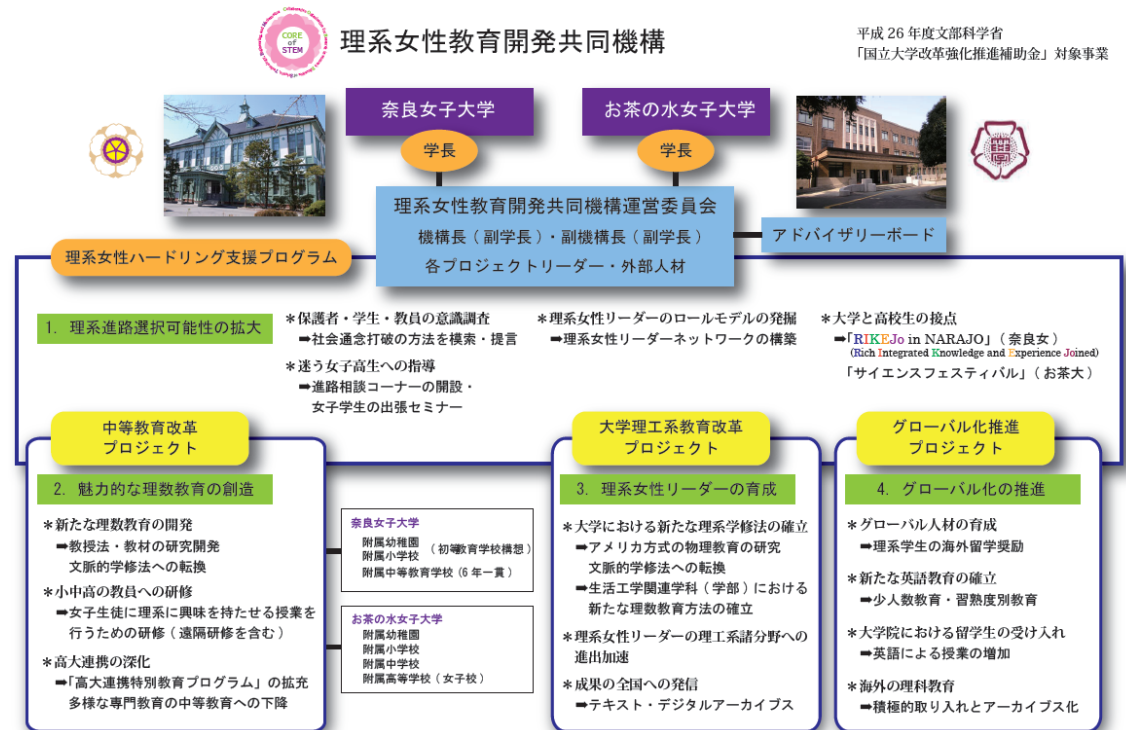 CORE
of
STEM
理系女性教育開発共同機構
平成 26 年度文部科学省
「国立大学改革強化推進補助金」対象事業
奈良女子大学
お茶の水女子大学
学長
学長
理系女性教育開発共同機構運営委員会
機構長 ( 副学長 )・副機構長 ( 副学長 )
各プロジェクトリーダー・外部人材
アドバイザリーボード
理系女性ハードリング支援プログラム
1. 理系進路選択可能性の拡大
＊保護者・学生・教員の意識調査
➡社会通念打破の方法を模索・提言
＊迷う女子高生への指導
➡進路相談コーナーの開設・
女子学生の出張セミナー
＊理系女性リーダーのロールモデルの発掘
➡理系女性リーダーネットワークの構築
＊大学と高校生の接点
➡「RIKEJo in NARAJO」( 奈良女 )
(Rich Integrated Knowledge and Experience Joined)
「サイエンスフェスティバル」( お茶大 )
中等教育改革
プロジェクト
2. 魅力的な理数教育の創造
＊新たな理数教育の開発
➡教授法・教材の研究開発
文脈的学修法への転換
＊小中高の教員への研修
➡女子生徒に理系に興味を持たせる授業を
行うための研修 ( 遠隔研修を含む )
＊高大連携の深化
➡「高大連携特別教育プログラム」の拡充
多様な専門教育の中等教育への下降
奈良女子大学
附属幼稚園
附属小学校
( 初等教育学校構想 )
附属中等教育学校 (6 年一貫 )
お茶の水女子大学
附属幼稚園
附属小学校
附属中学校
附属高等学校 ( 女子校 )
大学理工系教育改革
プロジェクト
3. 理系女性リーダーの育成
＊大学における新たな理系学修法の確立
➡アメリカ方式の物理教育の研究
文脈的学修法への転換
➡生活工学関連学科 ( 学部 ) における
新たな理数教育方法の確立
＊理系女性リーダーの理工系諸分野への
進出加速
＊成果の全国への発信
➡テキスト・デジタルアーカイブス
グローバル化推進
プロジェクト
4. グローバル化の推進
＊グローバル人材の育成
➡理系学生の海外留学奨励
＊新たな英語教育の確立
➡少人数教育・習熟度別教育
＊大学院における留学生の受け入れ
➡英語による授業の増加
＊海外の理科教育
➡積極的取り入れとアーカイブス化